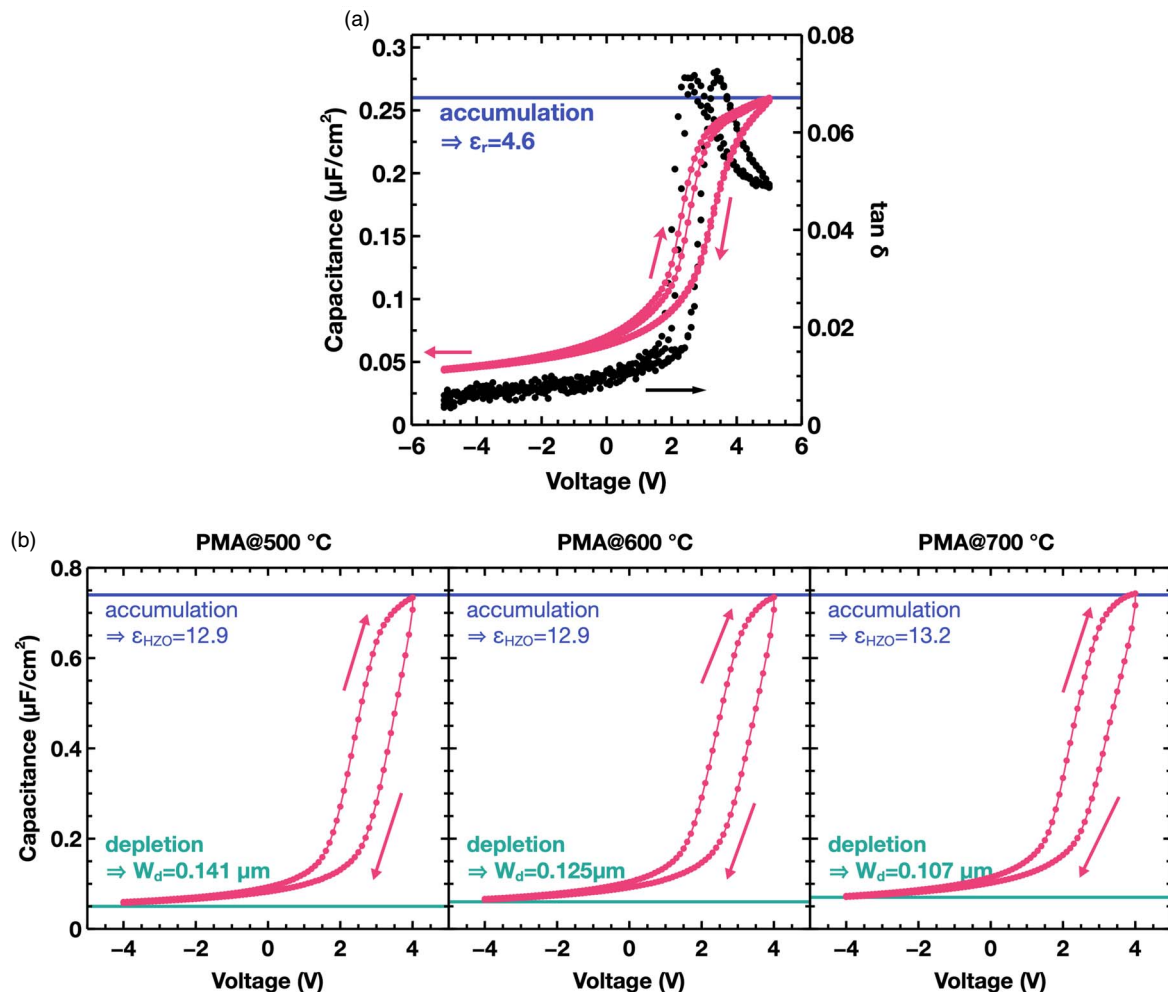 (a)
0.3
0.25
0.2
0.15
0.1
0.05
0
Capacitance (µF/cm²)
accumulation
⇒ εr=4.6
0.08
0.06
0.04
0.02
0
tan δ
−6 −4 −2 0 2 4 6
Voltage (V)
(b)
PMA@500 °C
PMA@600 °C
PMA@700 °C
0.8
0.6
0.4
0.2
0
Capacitance (µF/cm²)
accumulation
⇒ εHZO=12.9
depletion
⇒ Wd=0.141 µm
−4 −2 0 2 4
Voltage (V)
accumulation
⇒ εHZO=12.9
depletion
⇒ Wd=0.125µm
−4 −2 0 2 4
Voltage (V)
accumulation
⇒ εHZO=13.2
depletion
⇒ Wd=0.107 µm
−4 −2 0 2 4
Voltage (V)